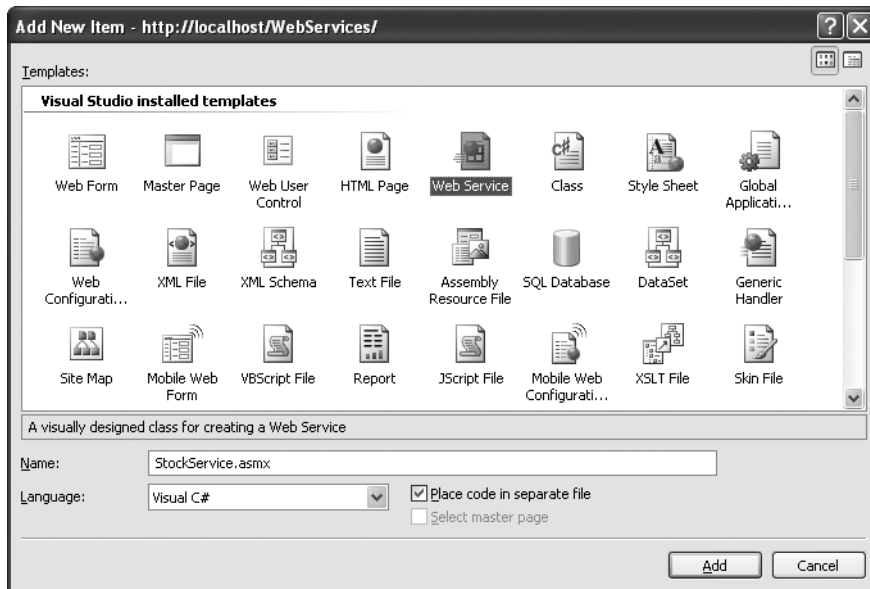 Add New Item - http://localhost/WebServices/
Templates:
Visual Studio installed templates
Web Form
Master Page
Web User
Control
HTML Page
Web Service
Class
Style Sheet
Global
Applicati...
Web
Configurati...
XML File
XML Schema
Text File
Assembly
Resource File
SQL Database
DataSet
Generic
Handler
Site Map
Mobile Web
Form
VBScript File
Report
JScript File
Mobile Web
Configurati...
XSLT File
Skin File
A visually designed class for creating a Web Service
Name:
StockService.asmx
Language:
Visual C#
Place code in separate file
Select master page
Add
Cancel